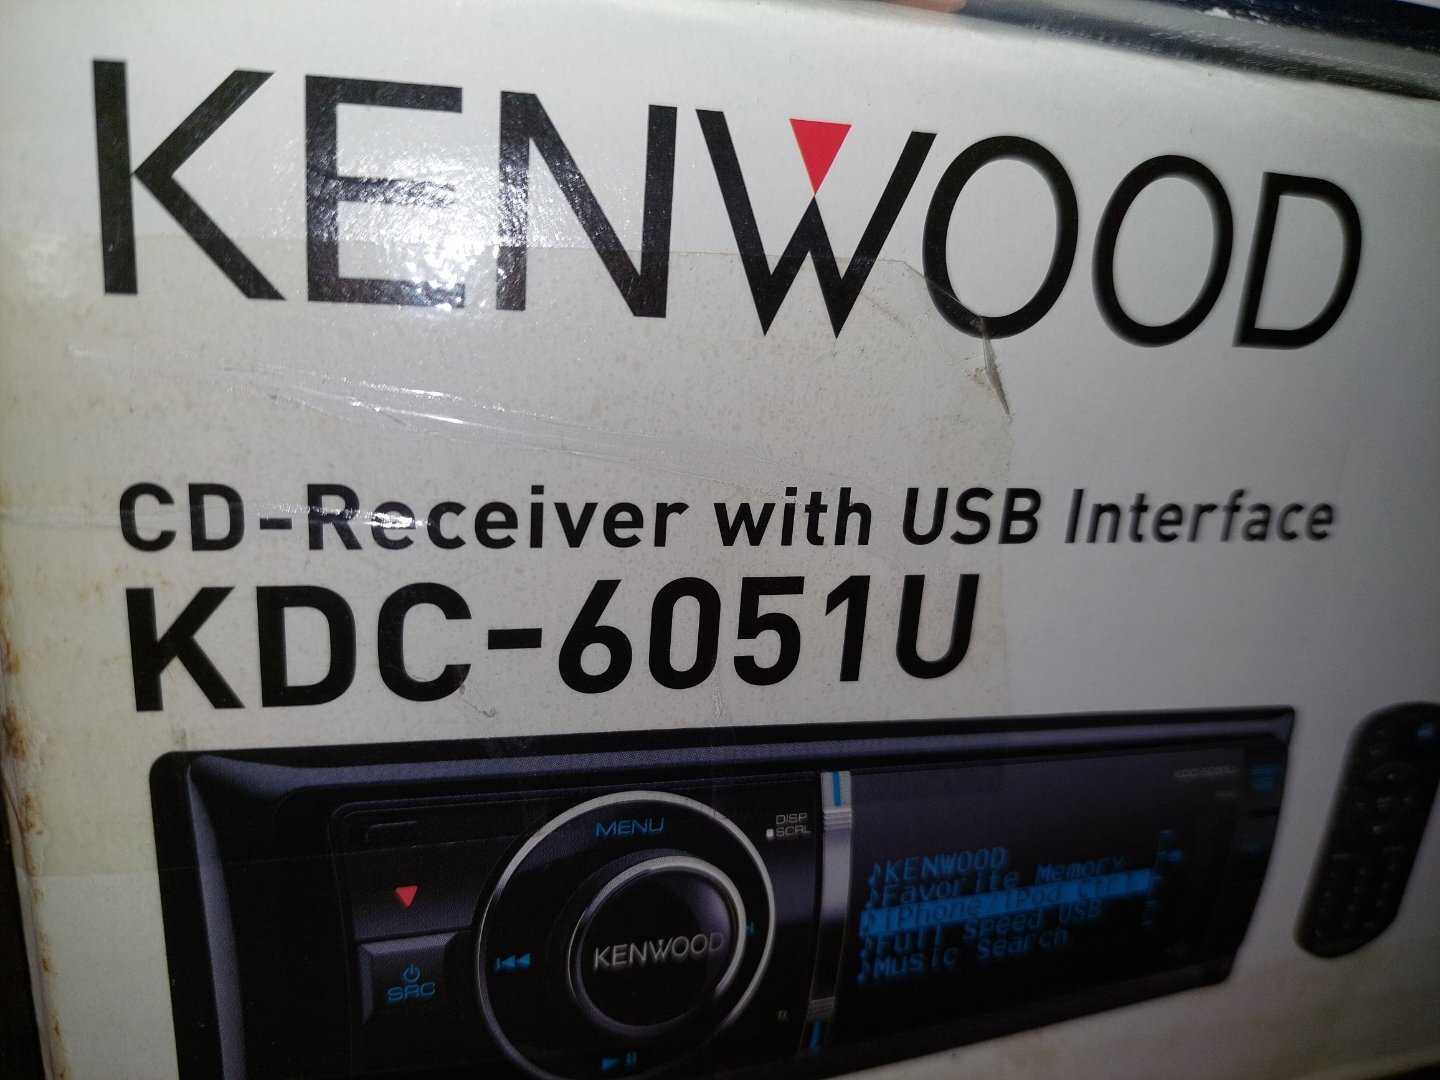 KENWOOD
CD-Receiver with USB Interface
KDC-6051U
MENU
DISP
SCRL
KENWOOD
Favorite Memory
iPhone/iPod Ctrl
Full Speed USB
Music Search
KENWOOD
SRC